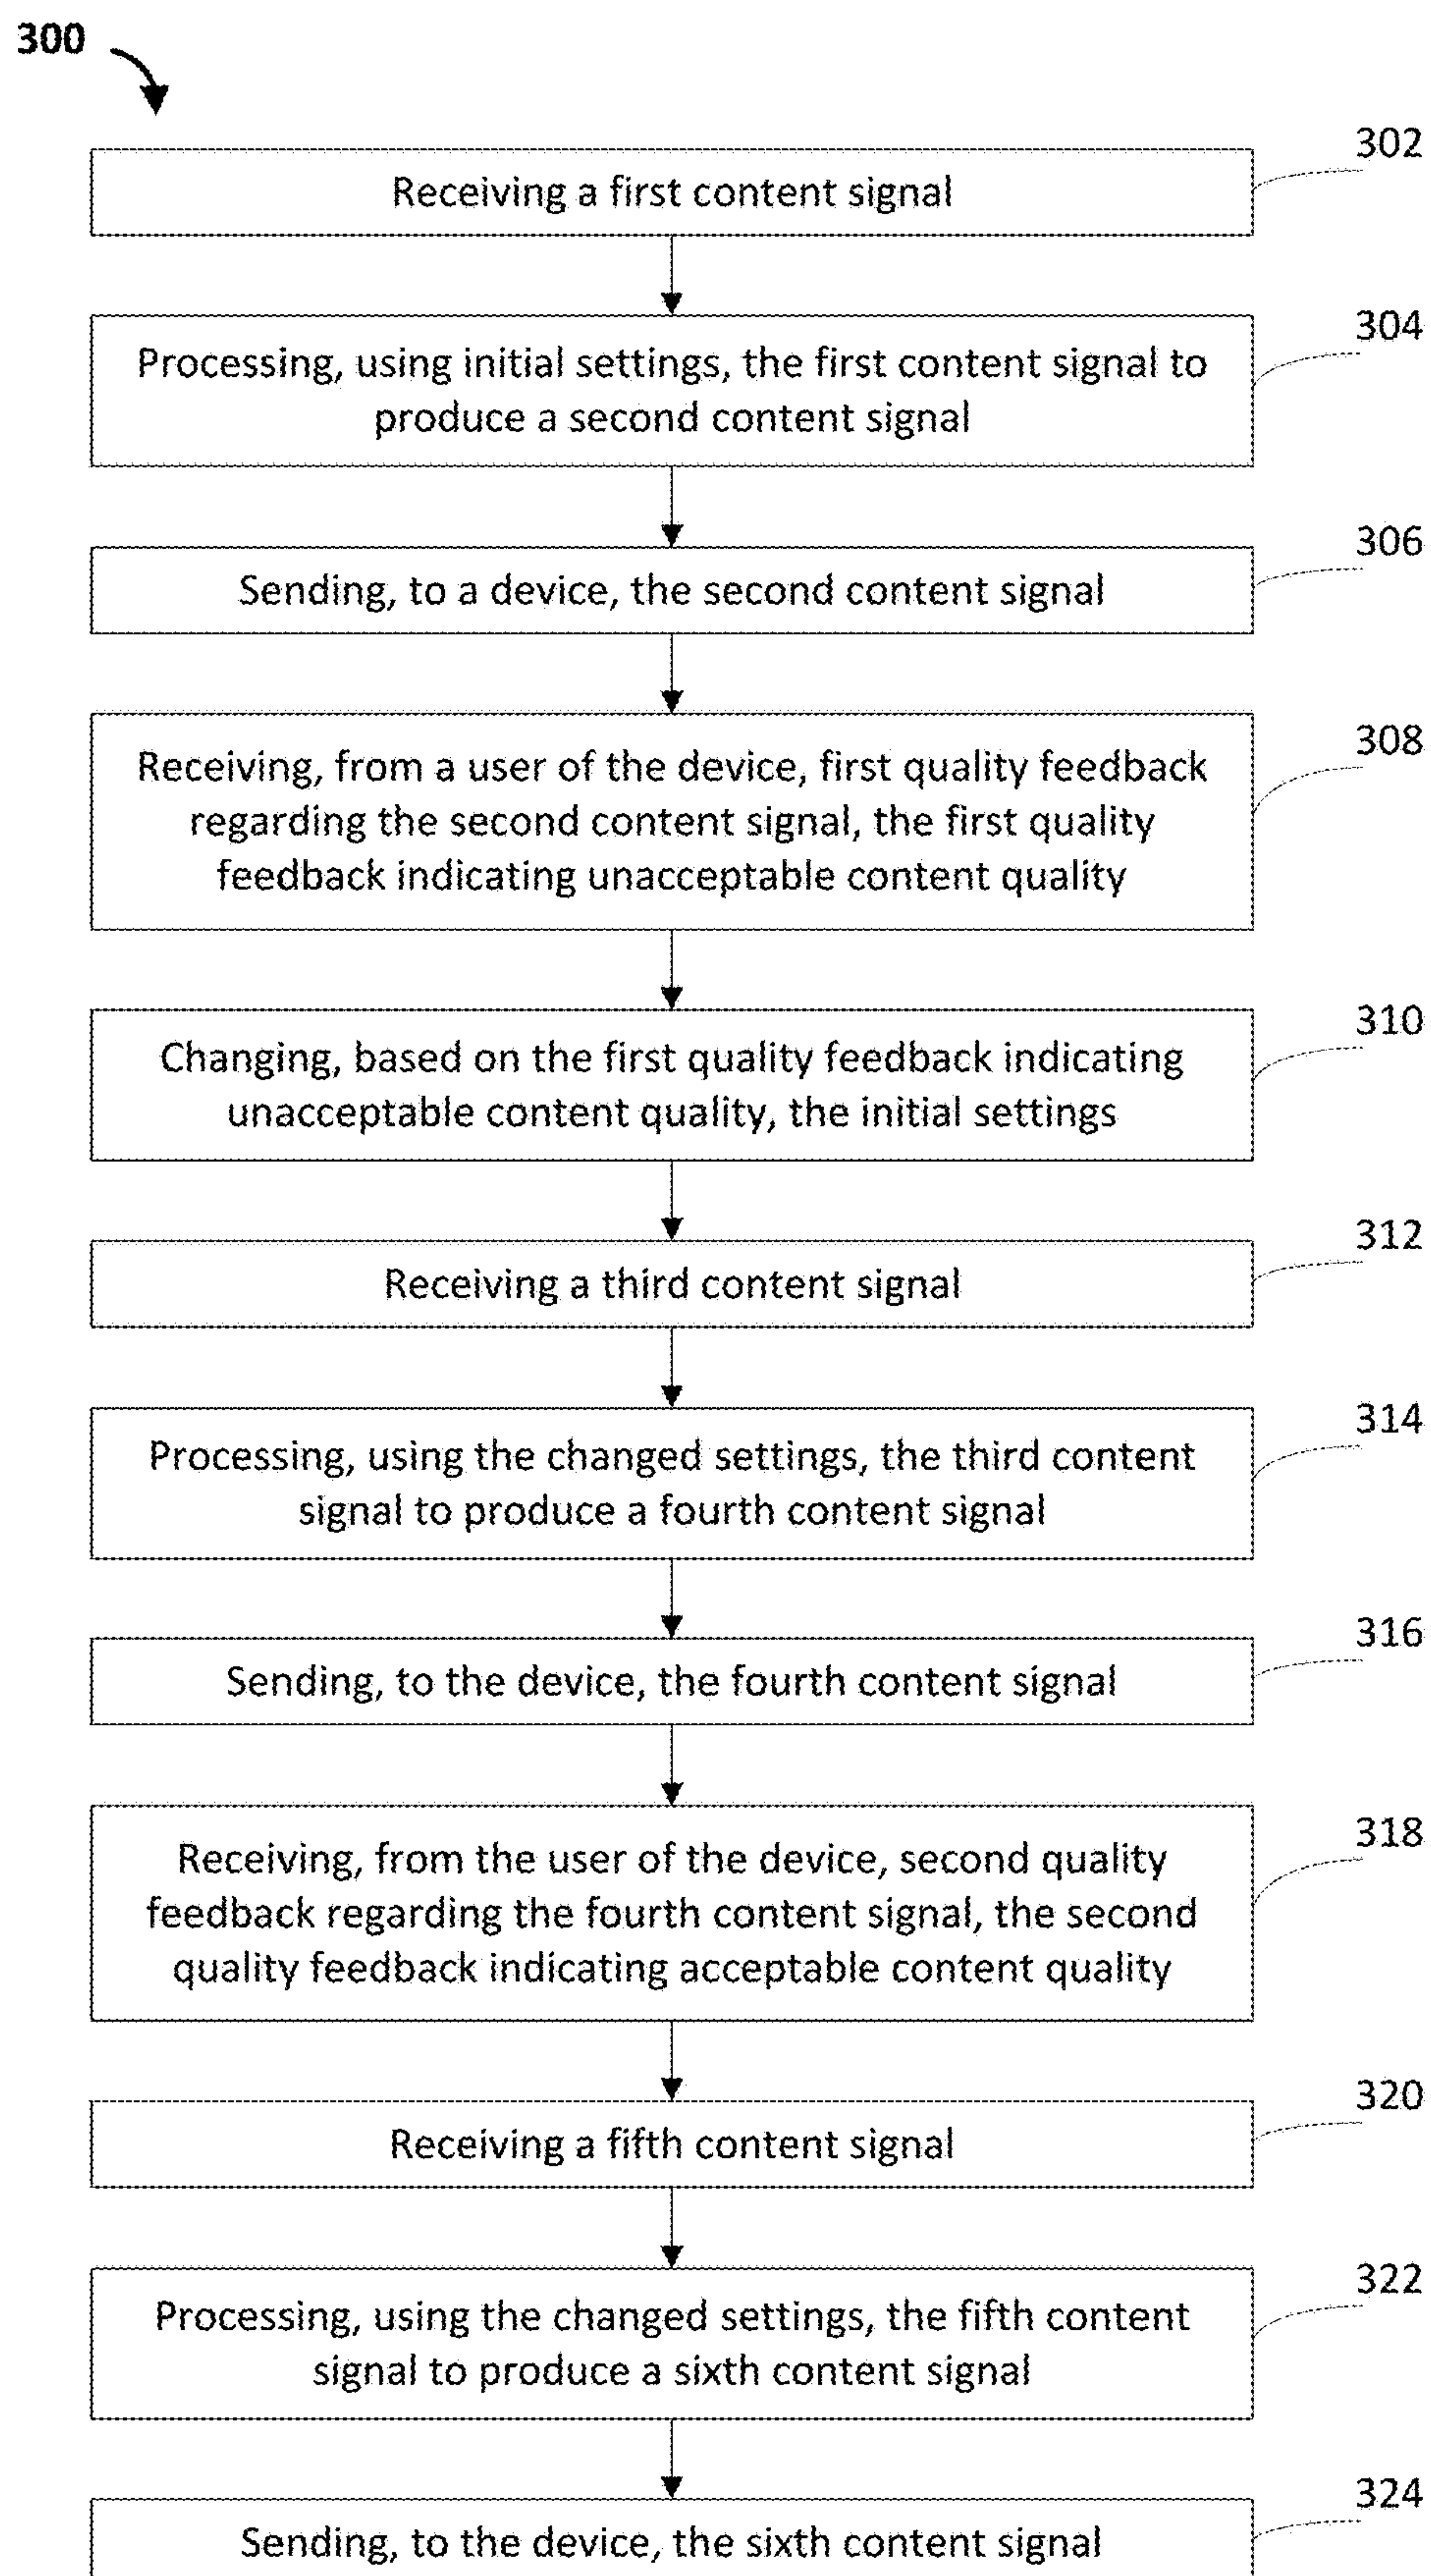 300
302
Receiving a first content signal
304
Processing, using initial settings, the first content signal to
produce a second content signal
306
Sending, to a device, the second content signal
308
Receiving, from a user of the device, first quality feedback
regarding the second content signal, the first quality
feedback indicating unacceptable content quality
310
Changing, based on the first quality feedback indicating
unacceptable content quality, the initial settings
312
Receiving a third content signal
314
Processing, using the changed settings, the third content
signal to produce a fourth content signal
316
Sending, to the device, the fourth content signal
318
Receiving, from the user of the device, second quality
feedback regarding the fourth content signal, the second
quality feedback indicating acceptable content quality
320
Receiving a fifth content signal
322
Processing, using the changed settings, the fifth content
signal to produce a sixth content signal
324
Sending, to the device, the sixth content signal